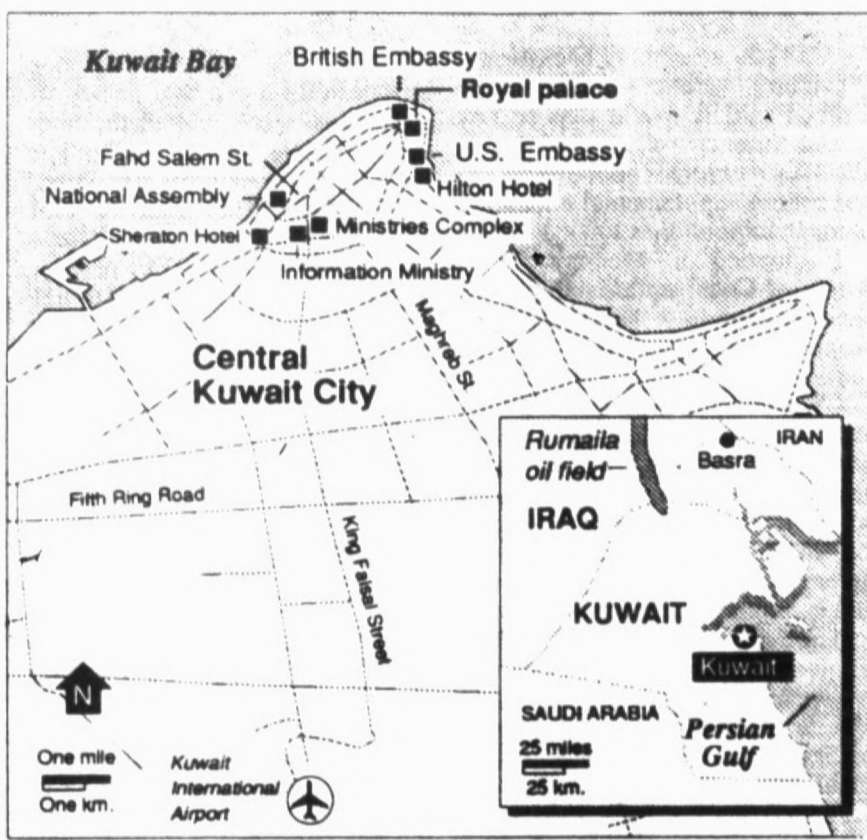 Kuwait Bay
British Embassy
Royal palace
Fahd Salem St.
U.S. Embassy
National Assembly
Hilton Hotel
Sheraton Hotel
Ministries Complex
Information Ministry
Maghreb St.
Central
Kuwait City
Fifth Ring Road
King Faisal Street
N
One mile
One km.
Kuwait
International
Airport
Rumaila
oil field
Basra
IRAN
IRAQ
KUWAIT
Kuwait
SAUDI ARABIA
Persian
Gulf
25 miles
25 km.